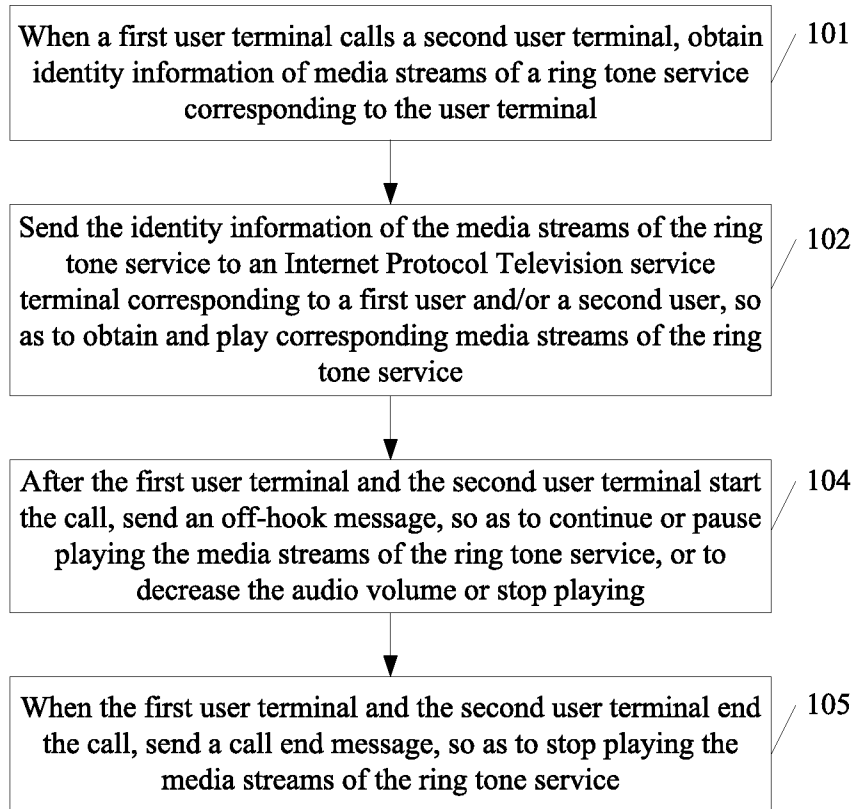 When a first user terminal calls a second user terminal, obtain
identity information of media streams of a ring tone service
corresponding to the user terminal
101
Send the identity information of the media streams of the ring
tone service to an Internet Protocol Television service
terminal corresponding to a first user and/or a second user, so
as to obtain and play corresponding media streams of the ring
tone service
102
After the first user terminal and the second user terminal start
the call, send an off-hook message, so as to continue or pause
playing the media streams of the ring tone service, or to
decrease the audio volume or stop playing
104
When the first user terminal and the second user terminal end
the call, send a call end message, so as to stop playing the
media streams of the ring tone service
105